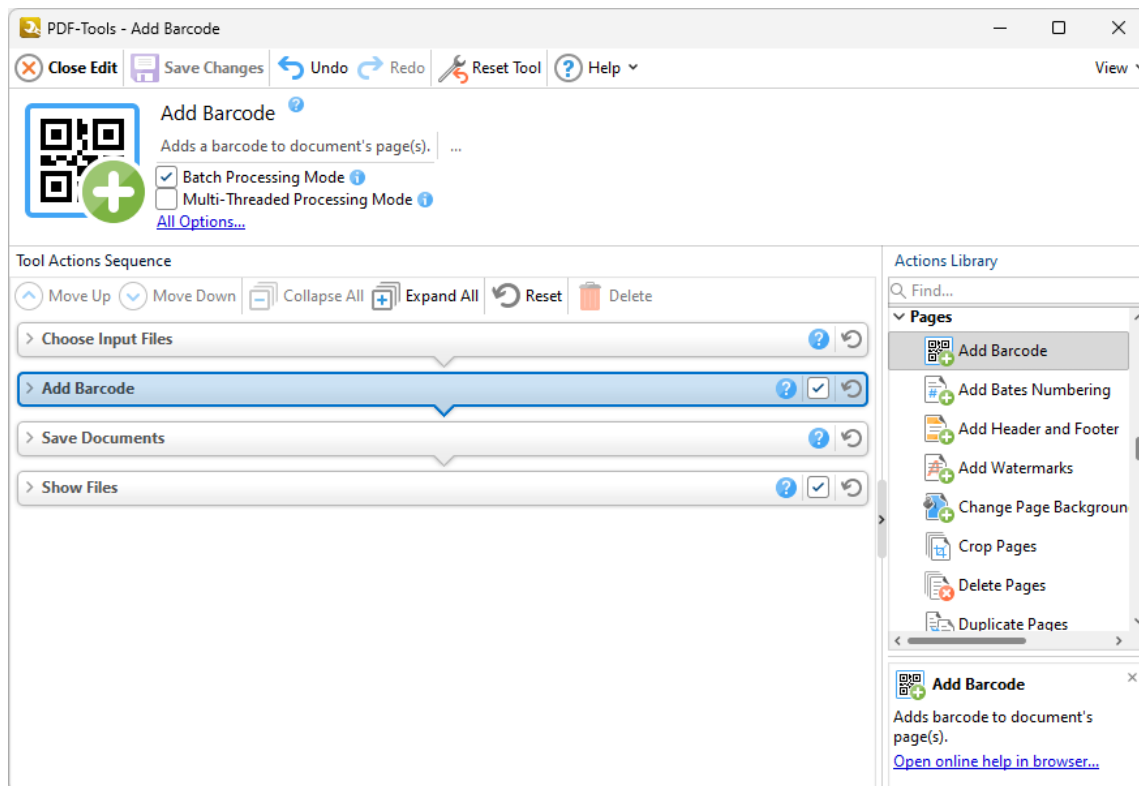 PDF-Tools - Add Barcode
Close Edit Save Changes Undo Redo Reset Tool ? Help View
Add Barcode ?
Adds a barcode to document's page(s). ...
Batch Processing Mode i
Multi-Threaded Processing Mode i
All Options...
Tool Actions Sequence
Move Up Move Down Collapse All Expand All Reset Delete
Choose Input Files ?
Add Barcode ?
Save Documents ?
Show Files ?
Actions Library
Find...
Pages
Add Barcode
# Add Bates Numbering
Add Header and Footer
# Add Watermarks
Change Page Backgroun
Crop Pages
Delete Pages
Duplicate Pages
Add Barcode
Adds barcode to document's
page(s).
Open online help in browser...